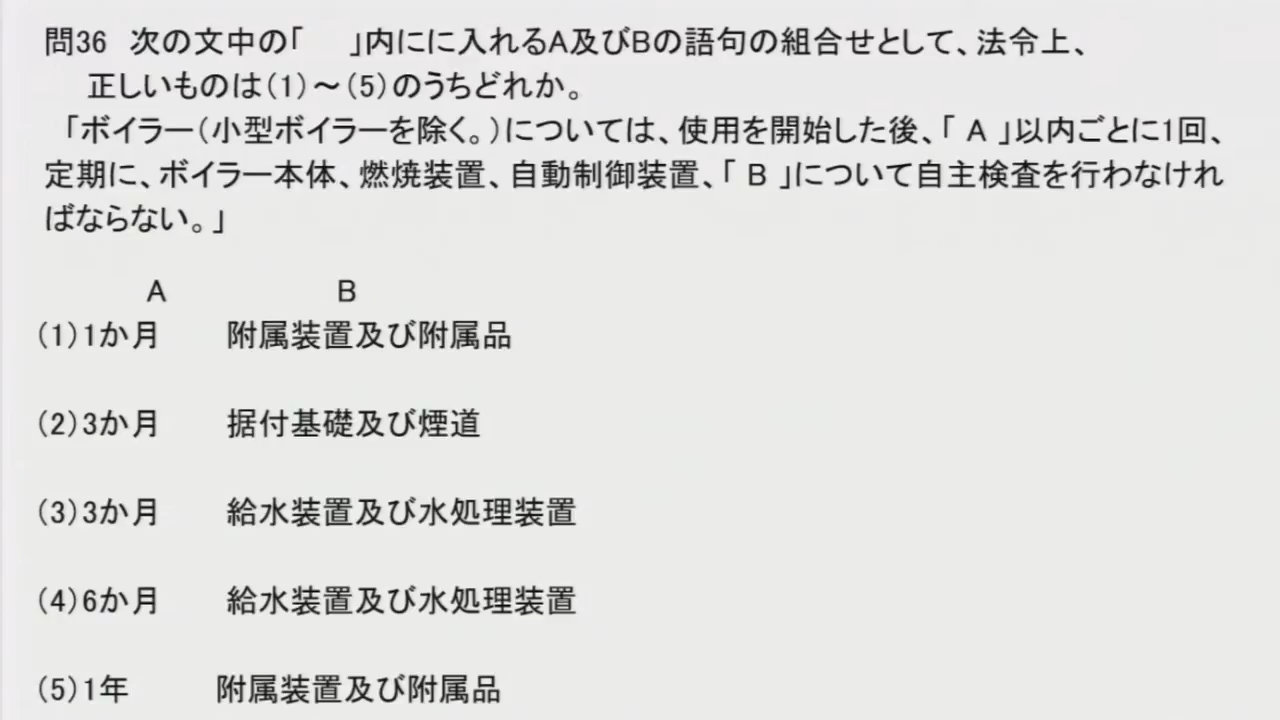 問36 次の文中の「　　」内にに入れるA及びBの語句の組合せとして、法令上、
正しいものは(1)～(5)のうちどれか。
「ボイラー(小型ボイラーを除く。)については、使用を開始した後、「 A 」以内ごとに1回、
定期に、ボイラー本体、燃焼装置、自動制御装置、「 B 」について自主検査を行わなけれ
ばならない。」
A B
(1)1か月 附属装置及び附属品
(2)3か月 据付基礎及び煙道
(3)3か月 給水装置及び水処理装置
(4)6か月 給水装置及び水処理装置
(5)1年 附属装置及び附属品